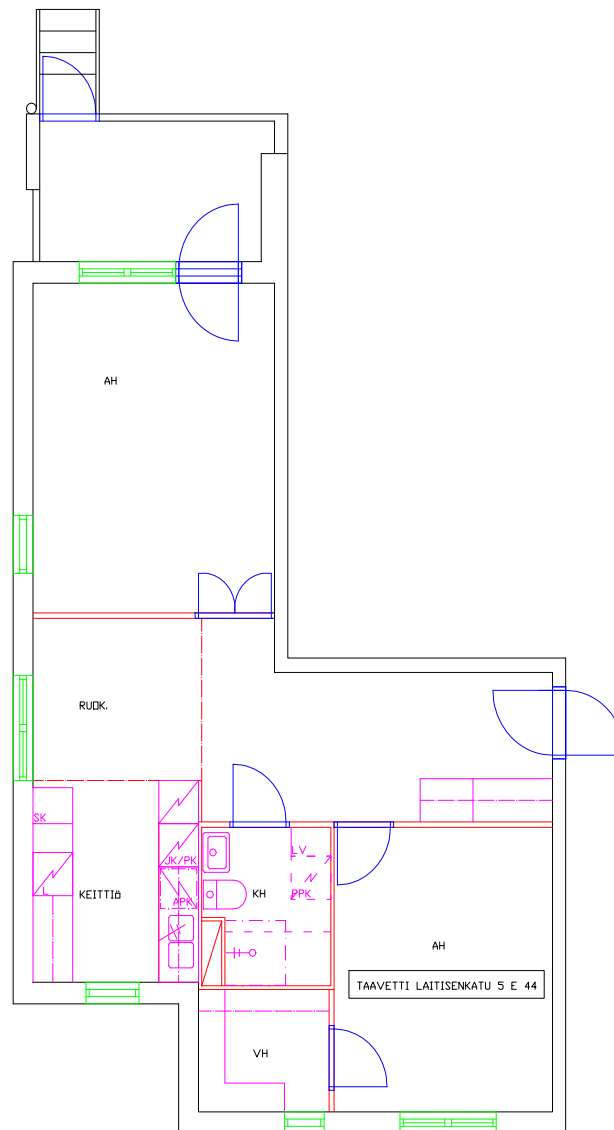 AH
RUOK.
SK
JK/PK
LV
L
KEITTIÖ
APK
KH
PPK
AH
TAAVETTI LAITISENKATU 5 E 44
VH